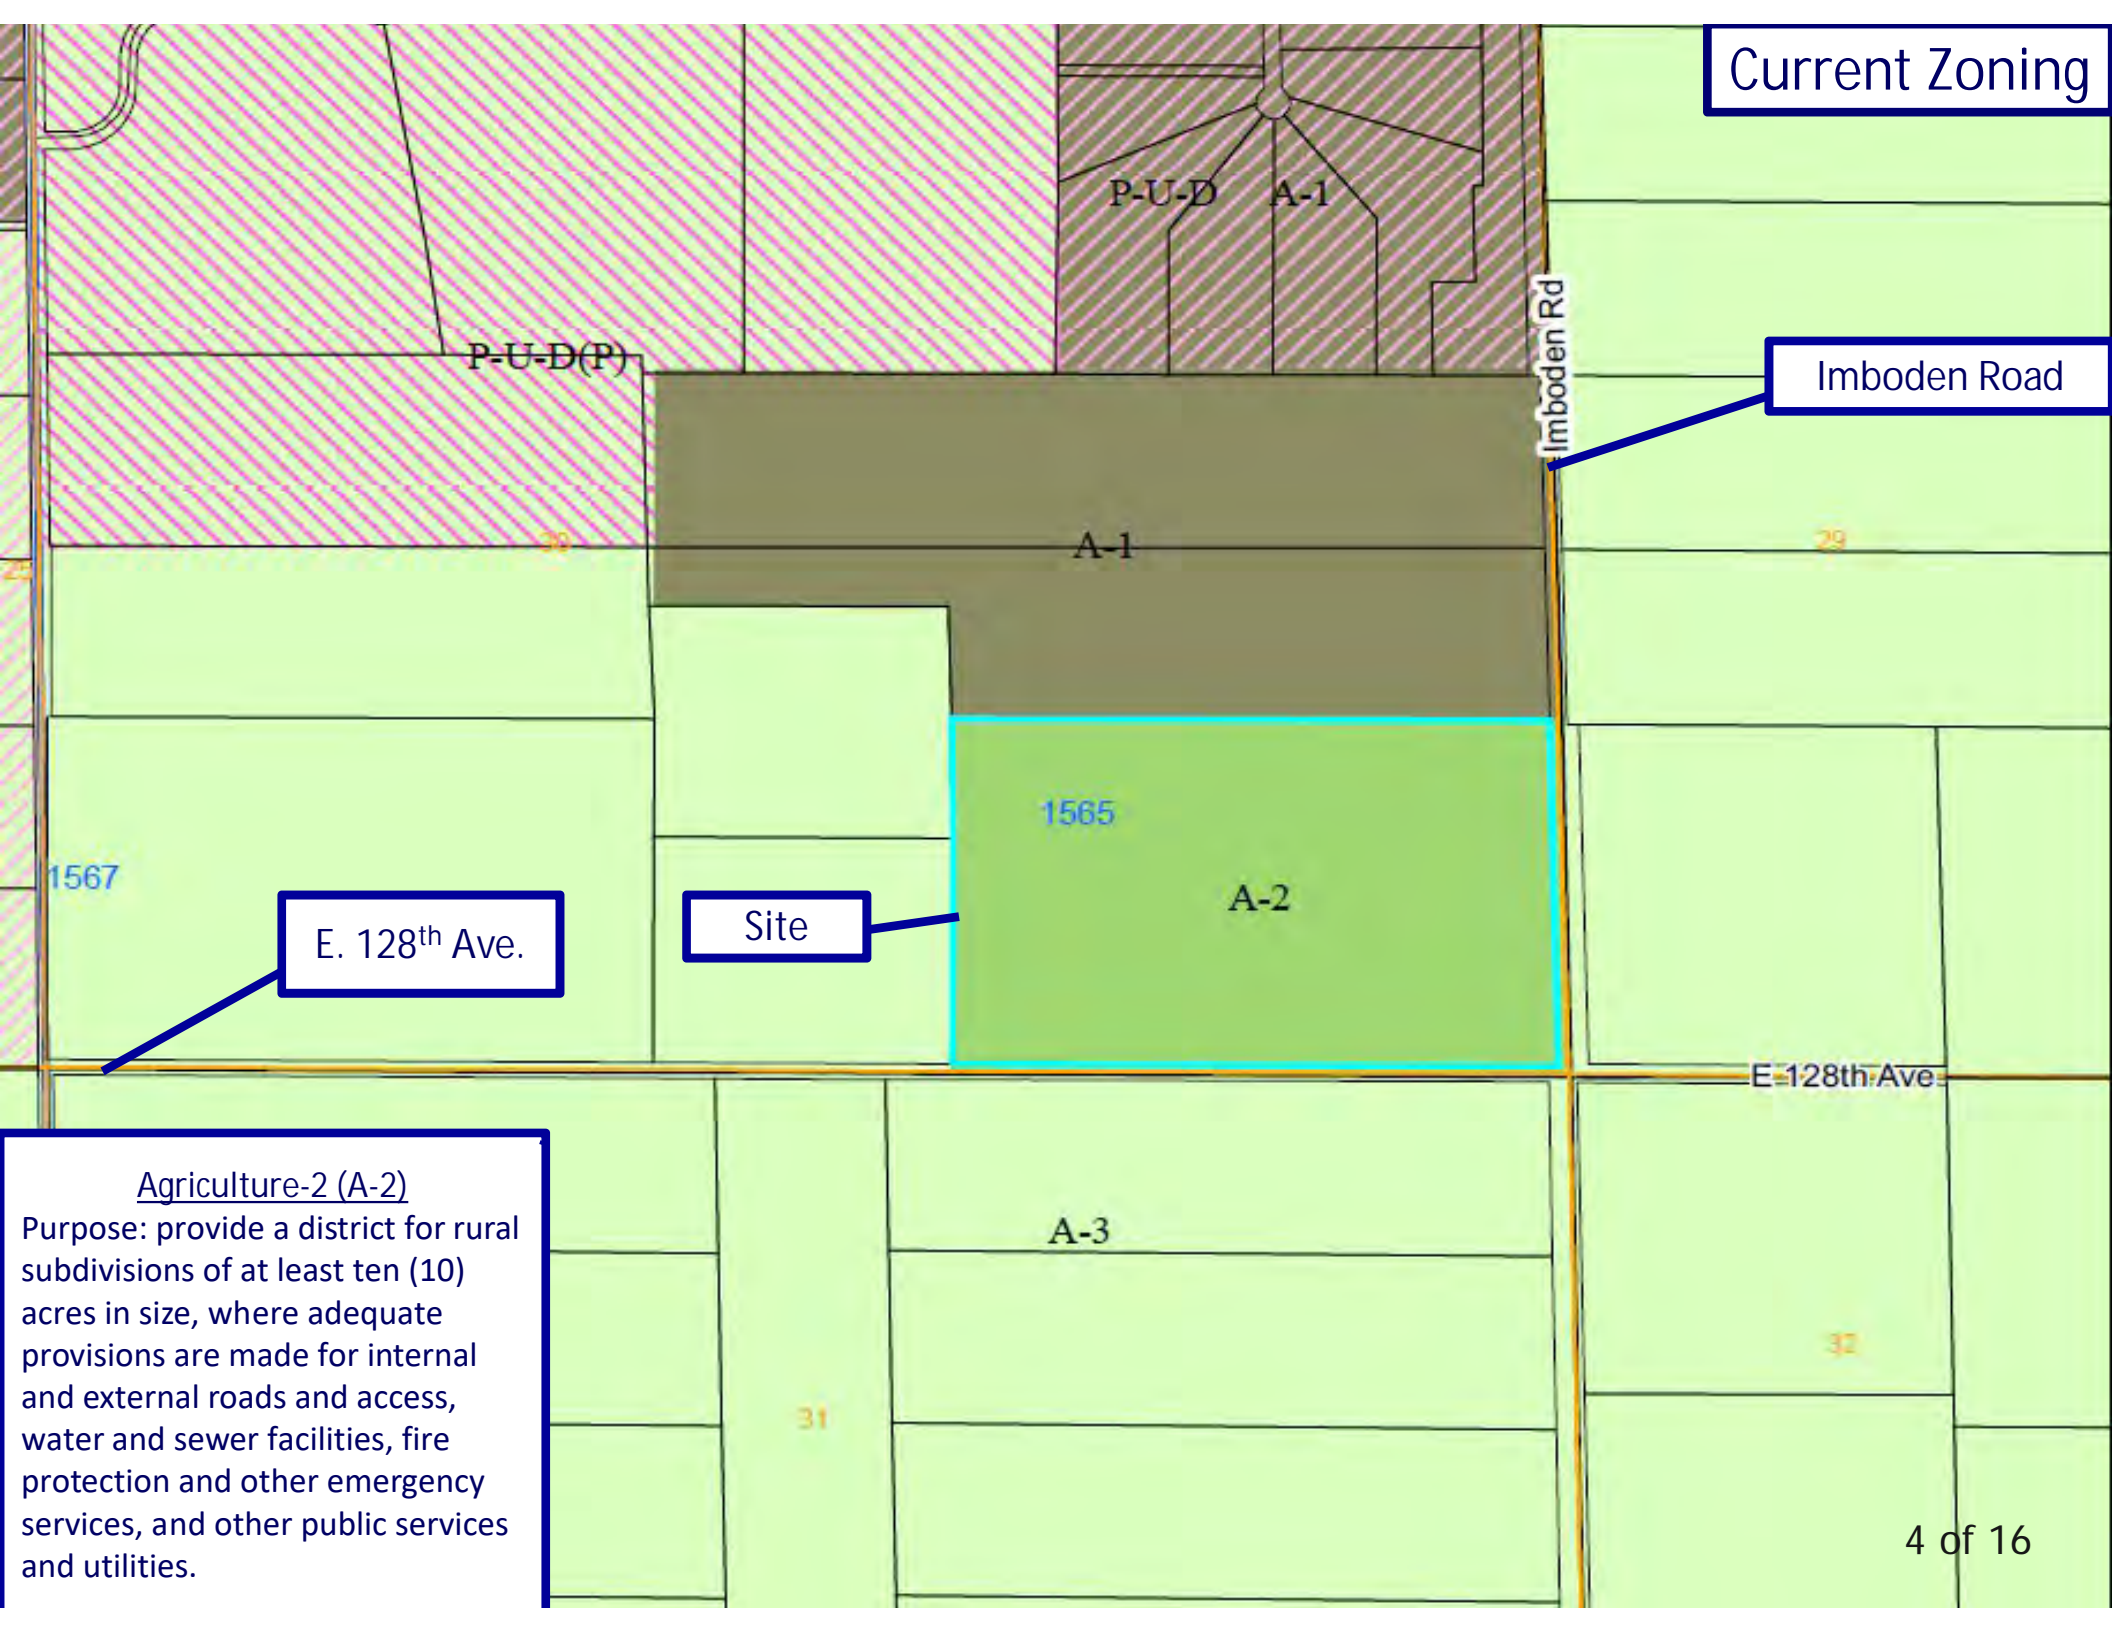 Current Zoning
P-U-D A-1
Imboden Rd
P-U-D(P)
Imboden Road
A-1
30
29
25
1565
1567
A-2
Site
E. 128th Ave.
E 128th Ave
Agriculture-2 (A-2)
Purpose: provide a district for rural
subdivisions of at least ten (10)
acres in size, where adequate
provisions are made for internal
and external roads and access,
water and sewer facilities, fire
protection and other emergency
services, and other public services
and utilities.
A-3
32
31
4 of 16